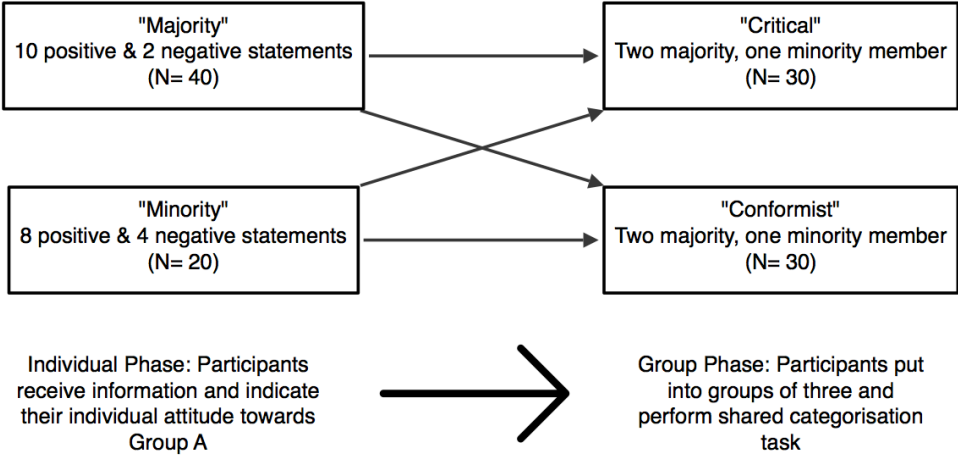 "Majority"
10 positive & 2 negative statements
(N= 40)
"Critical"
Two majority, one minority member
(N= 30)
"Minority"
8 positive & 4 negative statements
(N= 20)
"Conformist"
Two majority, one minority member
(N= 30)
Individual Phase: Participants
receive information and indicate
their individual attitude towards
Group A
Group Phase: Participants put
into groups of three and
perform shared categorisation
task